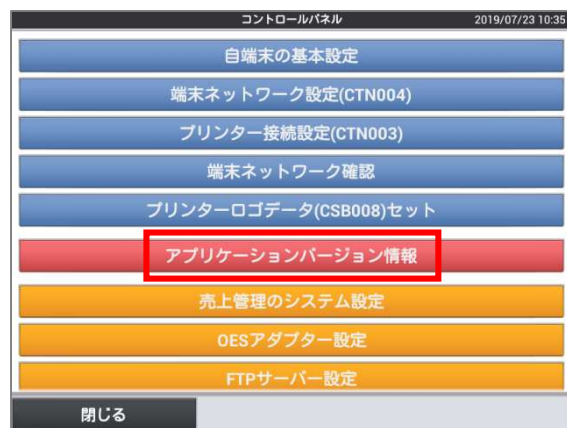 コントロールパネル 2019/07/23 10:35
自端末の基本設定
端末ネットワーク設定(CTN004)
プリンター接続設定(CTN003)
端末ネットワーク確認
プリンターロゴデータ(CSB008)セット
アプリケーションバージョン情報
売上管理のシステム設定
OESアダプター設定
FTPサーバー設定
閉じる